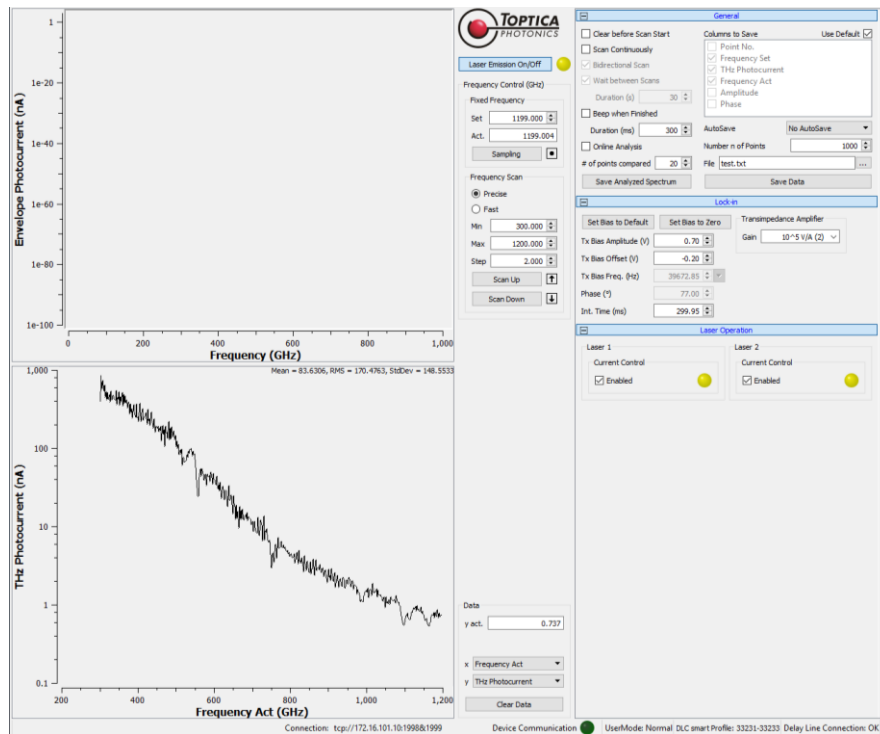 TOPTICA
PHOTONICS
Laser Emission On/Off
Frequency Control (GHz)
Fixed Frequency
Set 1199.000
Act. 1199.004
Sampling
Frequency Scan
Precise
Fast
Min 300.000
Max 1200.000
Step 2.000
Scan Up
Scan Down
Data
y act. 0.737
x Frequency Act
y THz Photocurrent
Clear Data
General
Clear before Scan Start
Scan Continuously
Bidirectional Scan
Wait between Scans
Duration (s) 30
Beep when Finished
Duration (ms) 300
Online Analysis
# of points compared 20
Save Analyzed Spectrum
Columns to Save Use Default
Point No.
Frequency Set
THz Photocurrent
Frequency Act
Amplitude
Phase
AutoSave No AutoSave
Number n of Points 1000
File test.txt ...
Save Data
Lock-in
Set Bias to Default Set Bias to Zero
Tx Bias Amplitude (V) 0.70
Tx Bias Offset (V) -0.20
Tx Bias Freq. (Hz) 39672.85
Phase (°) 77.00
Int. Time (ms) 299.95
Transimpedance Amplifier
Gain 10^5 V/A (2)
Laser Operation
Laser 1
Current Control
Enabled
Laser 2
Current Control
Enabled
Envelope Photocurrent (nA)
1
1e-20
1e-40
1e-60
1e-80
1e-100
0 200 400 600 800 1,000
Frequency (GHz)
Mean = 83.6306, RMS = 170.4763, StdDev = 148.5533
THz Photocurrent (nA)
1,000
100
10
1
0.1
200 400 600 800 1,000 1,200
Frequency Act (GHz)
Connection: tcp://172.16.101.10:1998&1999 Device Communication UserMode: Normal DLC smart Profile: 33231-33233 Delay Line Connection: OK